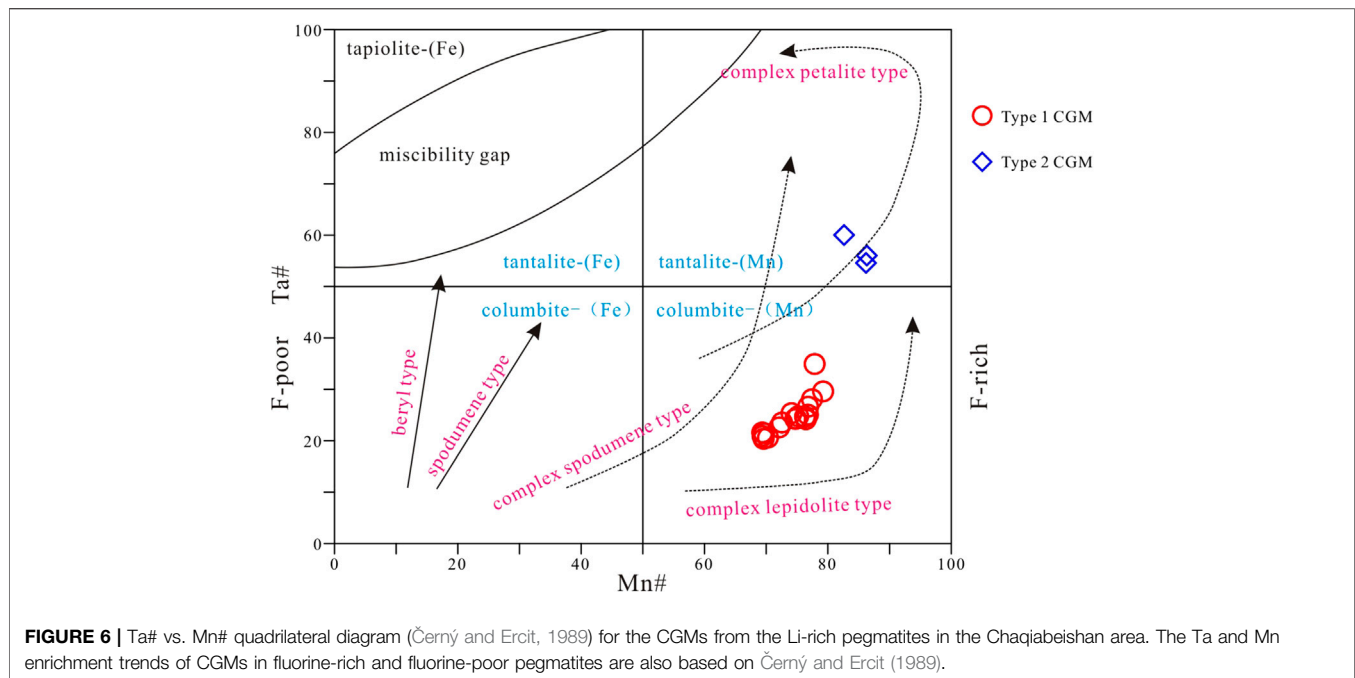 100
tapiolite-(Fe)
complex petalite type
Type 1 CGM
80
miscibility gap
Type 2 CGM
60
tantalite-(Fe)
tantalite-(Mn)
Ta#
columbite-（Fe）
columbite-（Mn）
40
F-poor
F-rich
beryl type
spodumene type
20
complex spodumene type
complex lepidolite type
0
0 20 40 60 80 100
Mn#
FIGURE 6 | Ta# vs. Mn# quadrilateral diagram (Černý and Ercit, 1989) for the CGMs from the Li-rich pegmatites in the Chaqiabeishan area. The Ta and Mn
enrichment trends of CGMs in fluorine-rich and fluorine-poor pegmatites are also based on Černý and Ercit (1989).